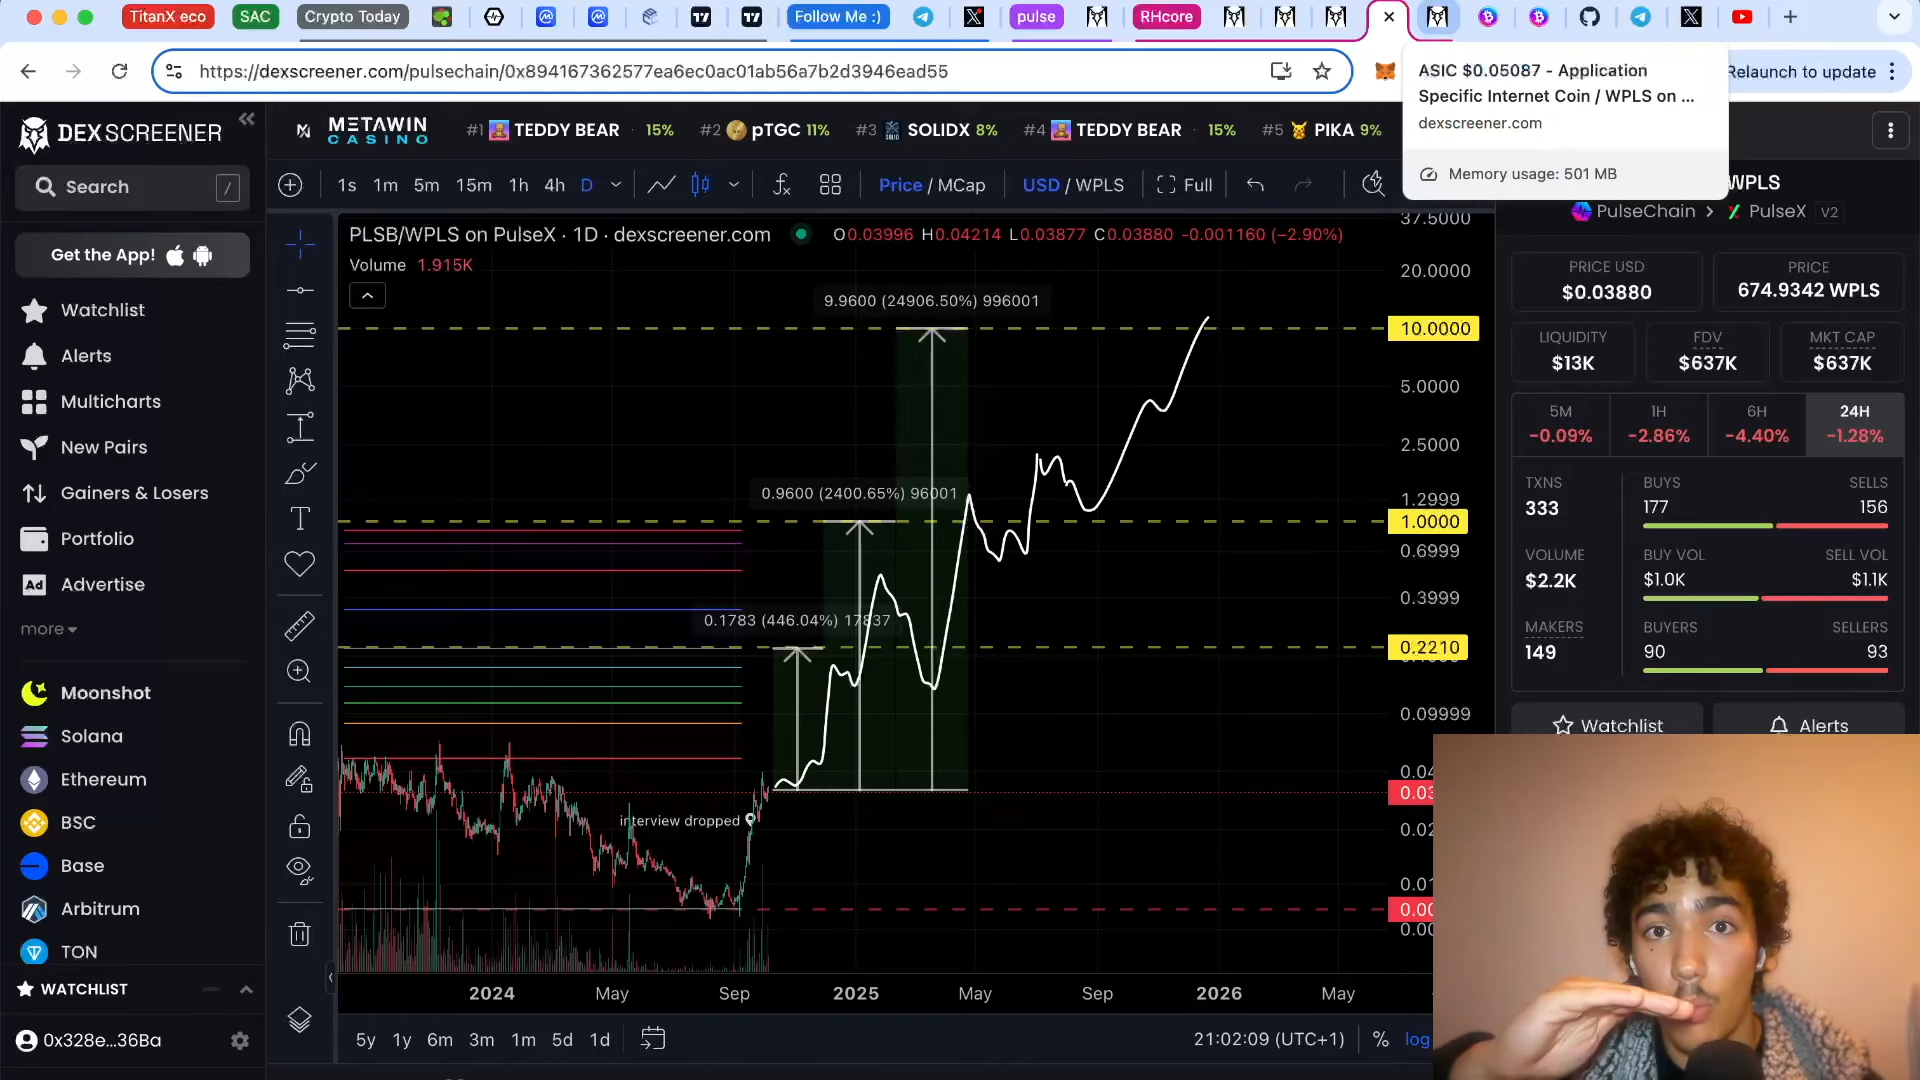 TitanX eco
SAC
Crypto Today
Follow Me :)
pulse
RHcore
https://dexscreener.com/pulsechain/0x894167362577ea6ec0ac01ab56a7b2d3946ead55
Relaunch to update
ASIC $0.05087 - Application
Specific Internet Coin / WPLS on ...
dexscreener.com
Memory usage: 501 MB
DEX SCREENER
METAWIN
CASINO
#1 TEDDY BEAR 15%
#2 pTGC 11%
#3 SOLIDX 8%
#4 TEDDY BEAR 15%
#5 PIKA 9%
Search /
Get the App!
Watchlist
Alerts
Multicharts
New Pairs
Gainers & Losers
Portfolio
Ad Advertise
more
Moonshot
Solana
Ethereum
BSC
Base
Arbitrum
TON
WATCHLIST
0x328e...36Ba
1s 1m 5m 15m 1h 4h D
Price / MCap
USD / WPLS
Full
PLSB/WPLS on PulseX · 1D · dexscreener.com
O0.03996 H0.04214 L0.03877 C0.03880 -0.001160 (−2.90%)
Volume 1.915K
9.9600 (24906.50%) 996001
0.9600 (2400.65%) 96001
0.1783 (446.04%) 17837
interview dropped
37.5000
20.0000
10.0000
5.0000
2.5000
1.2999
1.0000
0.6999
0.3999
0.2210
0.09999
2024 May Sep 2025 May Sep 2026 May
5y 1y 6m 3m 1m 5d 1d
21:02:09 (UTC+1) % log
WPLS
PulseChain > PulseX V2
PRICE USD
$0.03880
PRICE
674.9342 WPLS
LIQUIDITY
$13K
FDV
$637K
MKT CAP
$637K
5M
-0.09%
1H
-2.86%
6H
-4.40%
24H
-1.28%
TXNS
333
BUYS
177
SELLS
156
VOLUME
$2.2K
BUY VOL
$1.0K
SELL VOL
$1.1K
MAKERS
149
BUYERS
90
SELLERS
93
Watchlist
Alerts